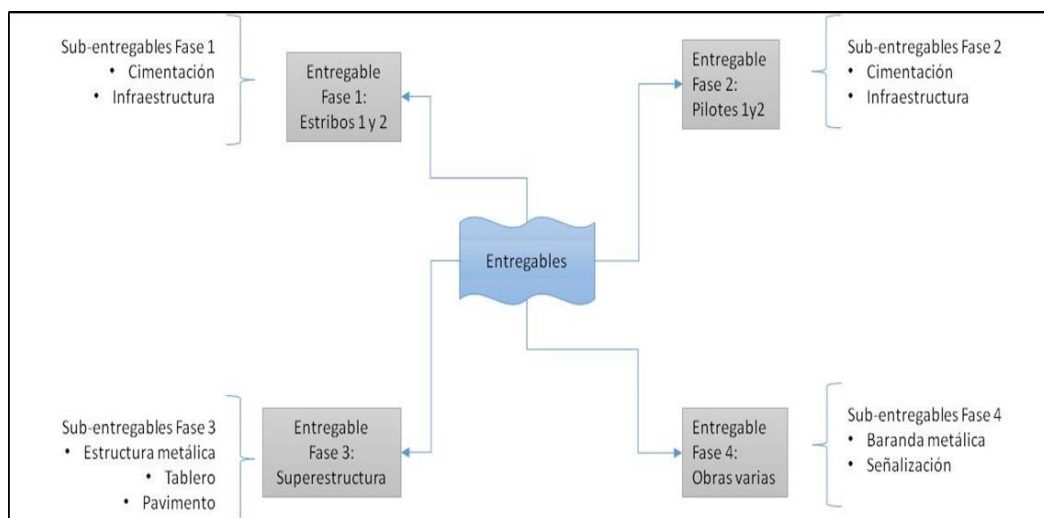 Sub-entregables Fase 1
• Cimentación
• Infraestructura
Entregable
Fase 1:
Estribos 1 y 2
Entregable
Fase 2:
Pilotes 1y2
Sub-entregables Fase 2
• Cimentación
• Infraestructura
Entregables
Sub-entregables Fase 3
• Estructura metálica
• Tablero
• Pavimento
Entregable
Fase 3:
Superestructura
Entregable
Fase 4:
Obras varias
Sub-entregables Fase 4
• Baranda metálica
• Señalización